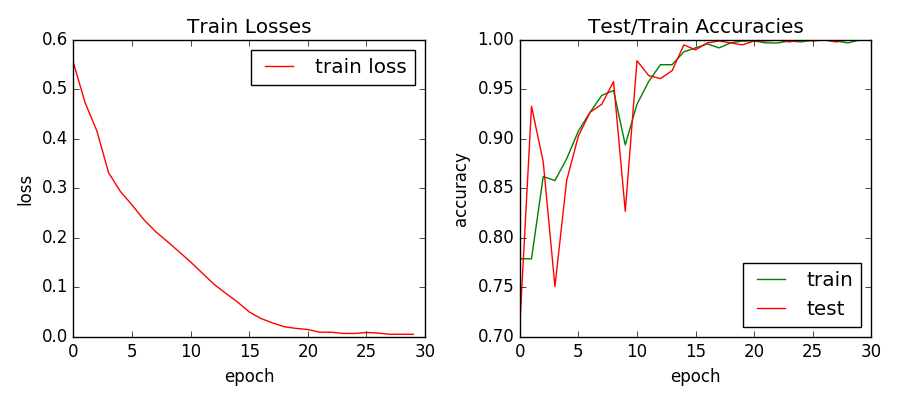 Train Losses
0.6
0.5
0.4
0.3
0.2
0.1
0.0
loss
train loss
0 5 10 15 20 25 30
epoch
Test/Train Accuracies
1.00
0.95
0.90
0.85
0.80
0.75
0.70
accuracy
train
test
0 5 10 15 20 25 30
epoch